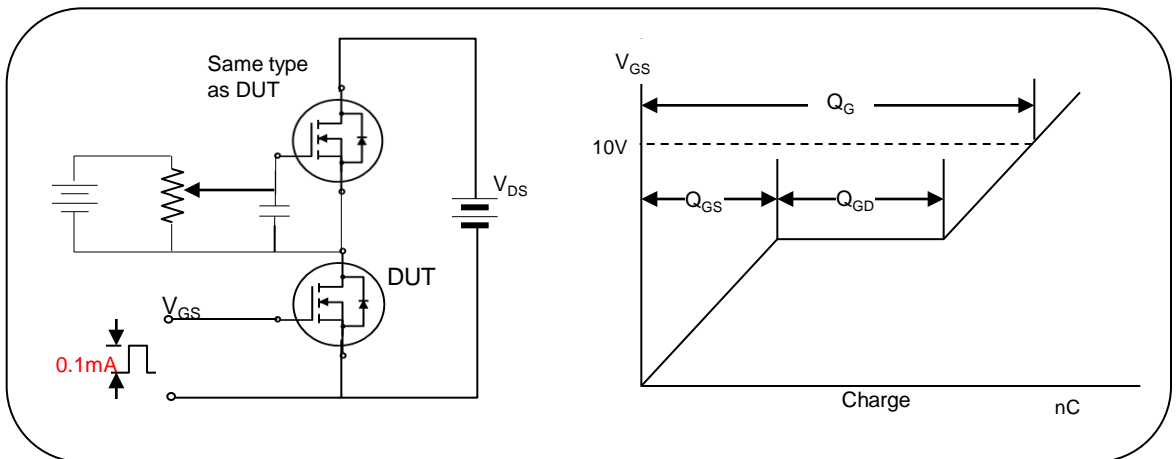 Same type
as DUT
V_DS
DUT
V_GS
0.1mA
V_GS
Q_G
10V
Q_GS
Q_GD
Charge
nC